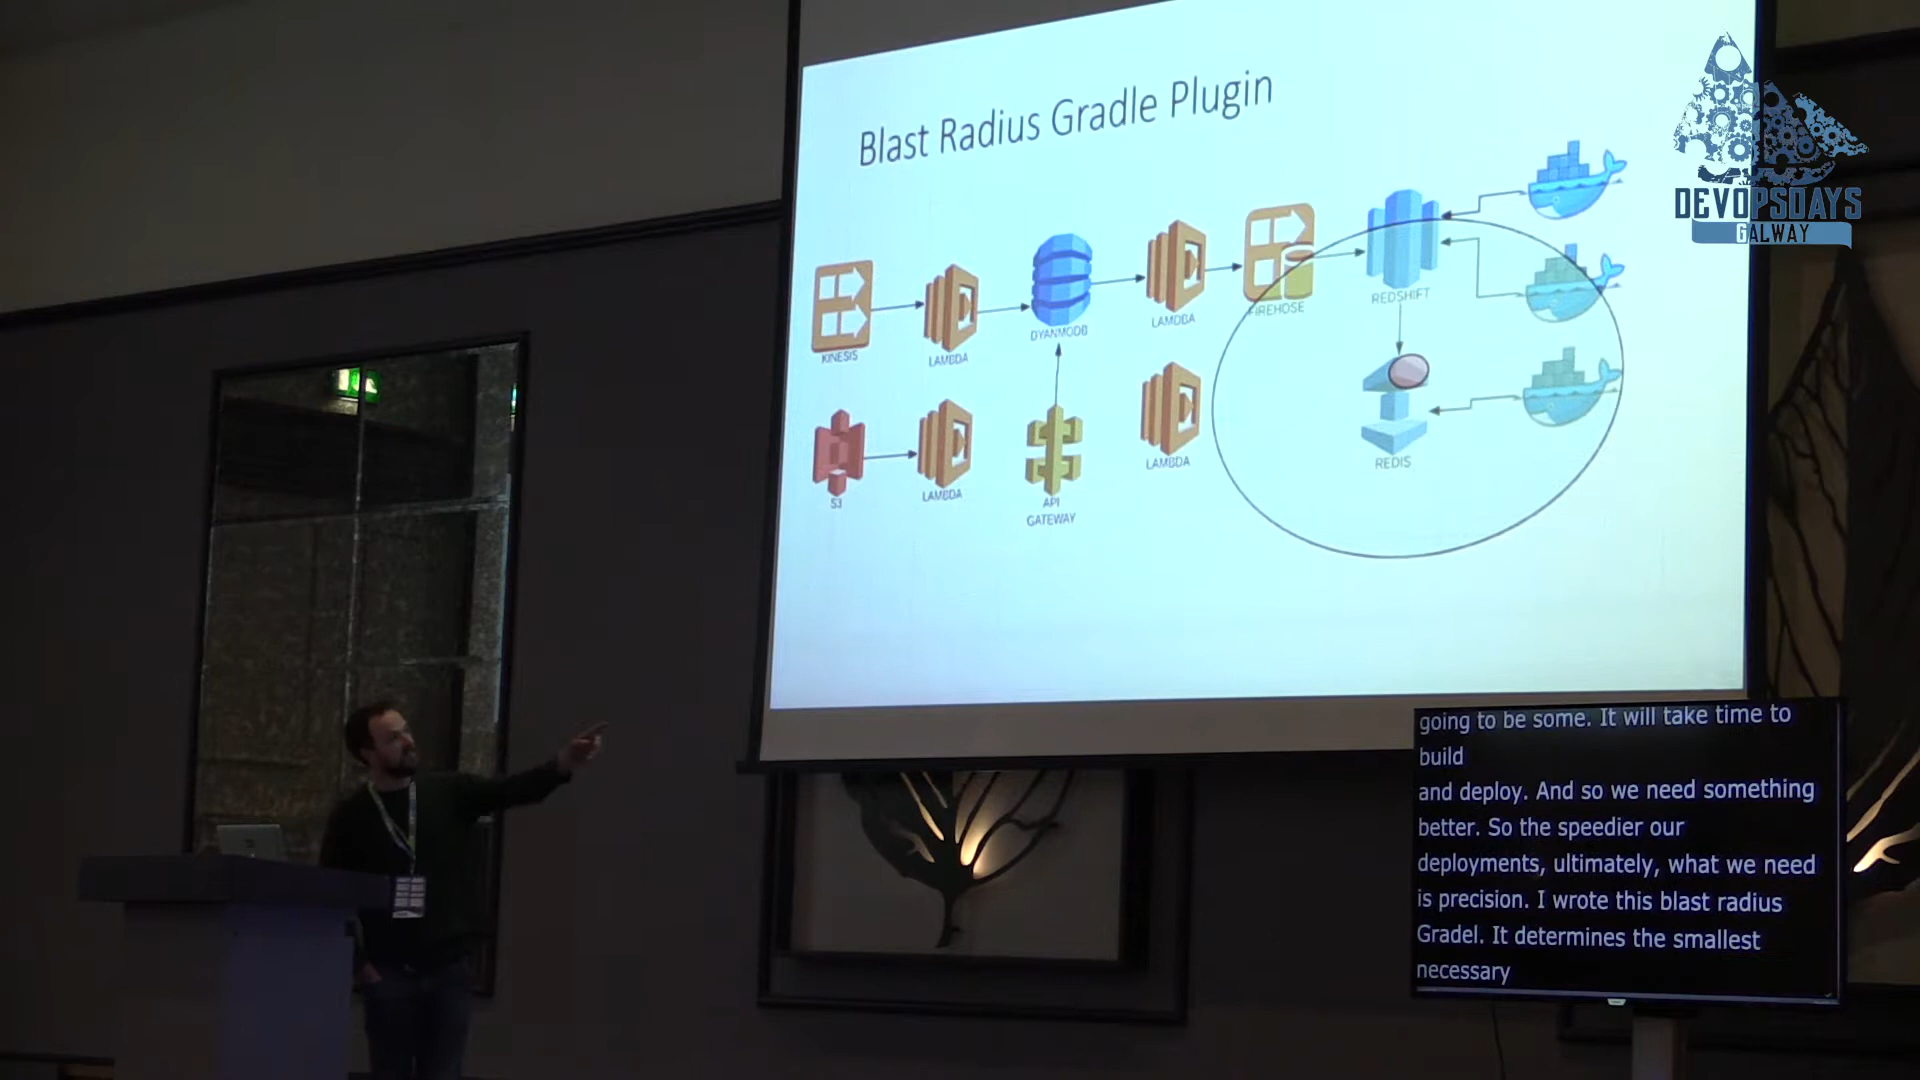 Blast Radius Gradle Plugin
KINESIS
LAMBDA
DYANMODB
LAMBDA
FIREHOSE
REDSHIFT
S3
LAMBDA
API
GATEWAY
LAMBDA
REDIS
DEVOPSDAYS
GALWAY
going to be some. It will take time to
build
and deploy. And so we need something
better. So the speedier our
deployments, ultimately, what we need
is precision. I wrote this blast radius
Gradel. It determines the smallest
necessary